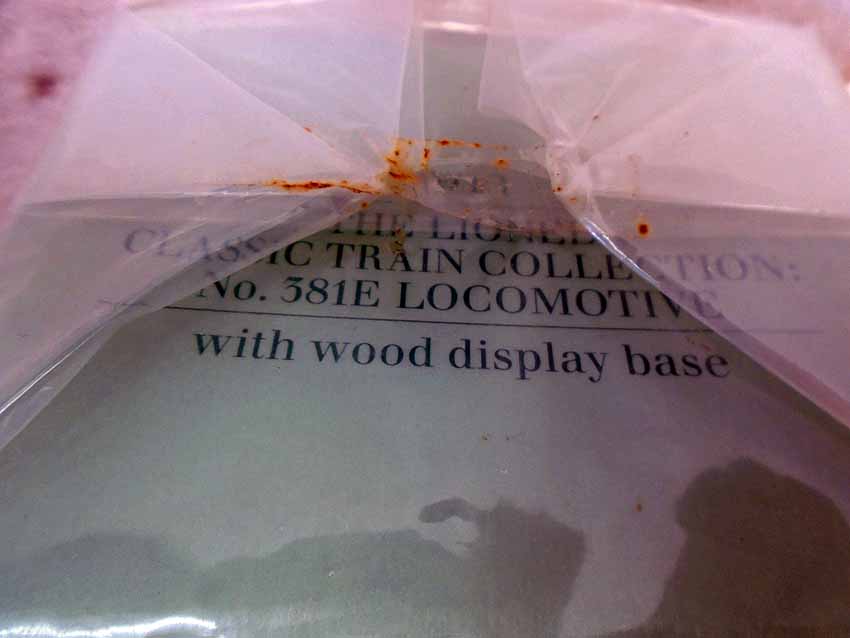 THE LIONEL
CLASSIC TRAIN COLLECTION:
No. 381E LOCOMOTIVE
with wood display base